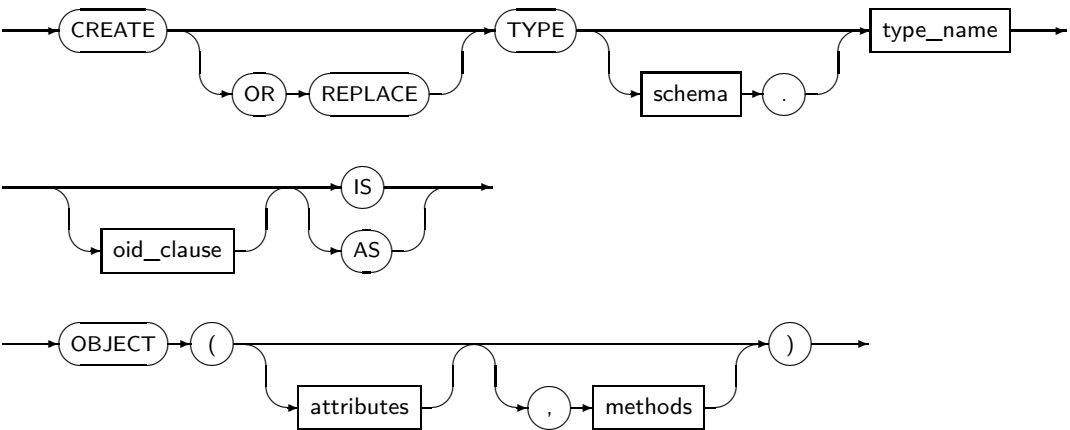 CREATE TYPE type_name
OR REPLACE schema .
IS
oid_clause AS
OBJECT ( )
attributes , methods